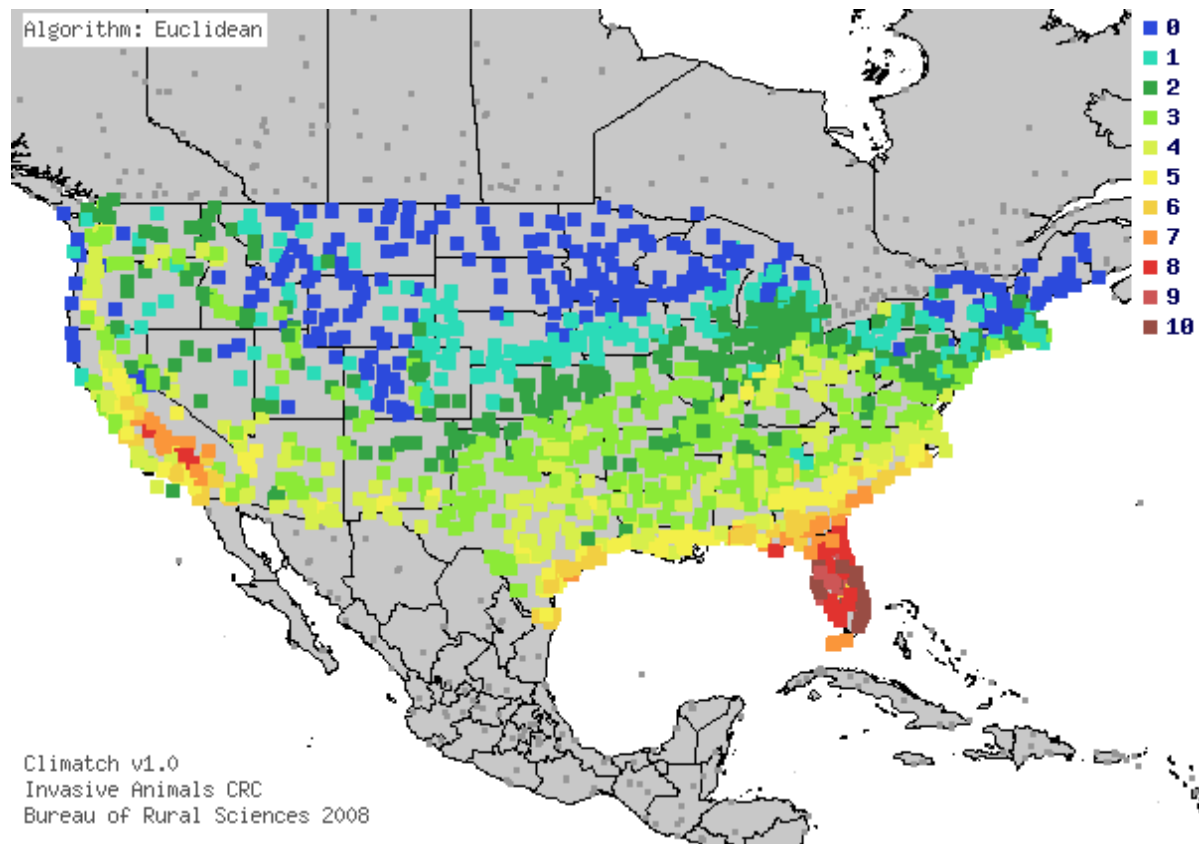 Algorithm: Euclidean
0
1
2
3
4
5
6
7
8
9
10
Climatch v1.0
Invasive Animals CRC
Bureau of Rural Sciences 2008